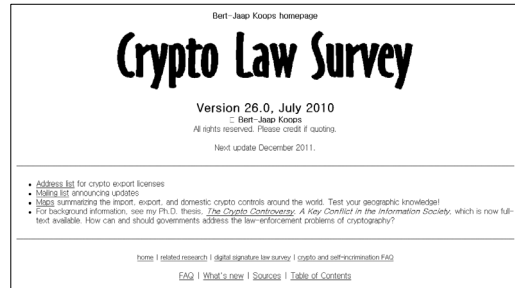 Bert-Jaap Koops homepage
Crypto Law Survey
Version 26.0, July 2010
□ Bert-Jaap Koops
All rights reserved. Please credit if quoting.
Next update December 2011.
• Address list for crypto export licenses
• Mailing list announcing updates
• Maps summarizing the import, export, and domestic crypto controls around the world. Test your geographic knowledge!
• For background information, see my Ph.D. thesis, The Crypto Controversy. A Key Conflict in the Information Society, which is now full-
text available. How can and should governments address the law-enforcement problems of cryptography?
home | related research | digital signature law survey | crypto and self-incrimination FAQ
FAQ | What's new | Sources | Table of Contents